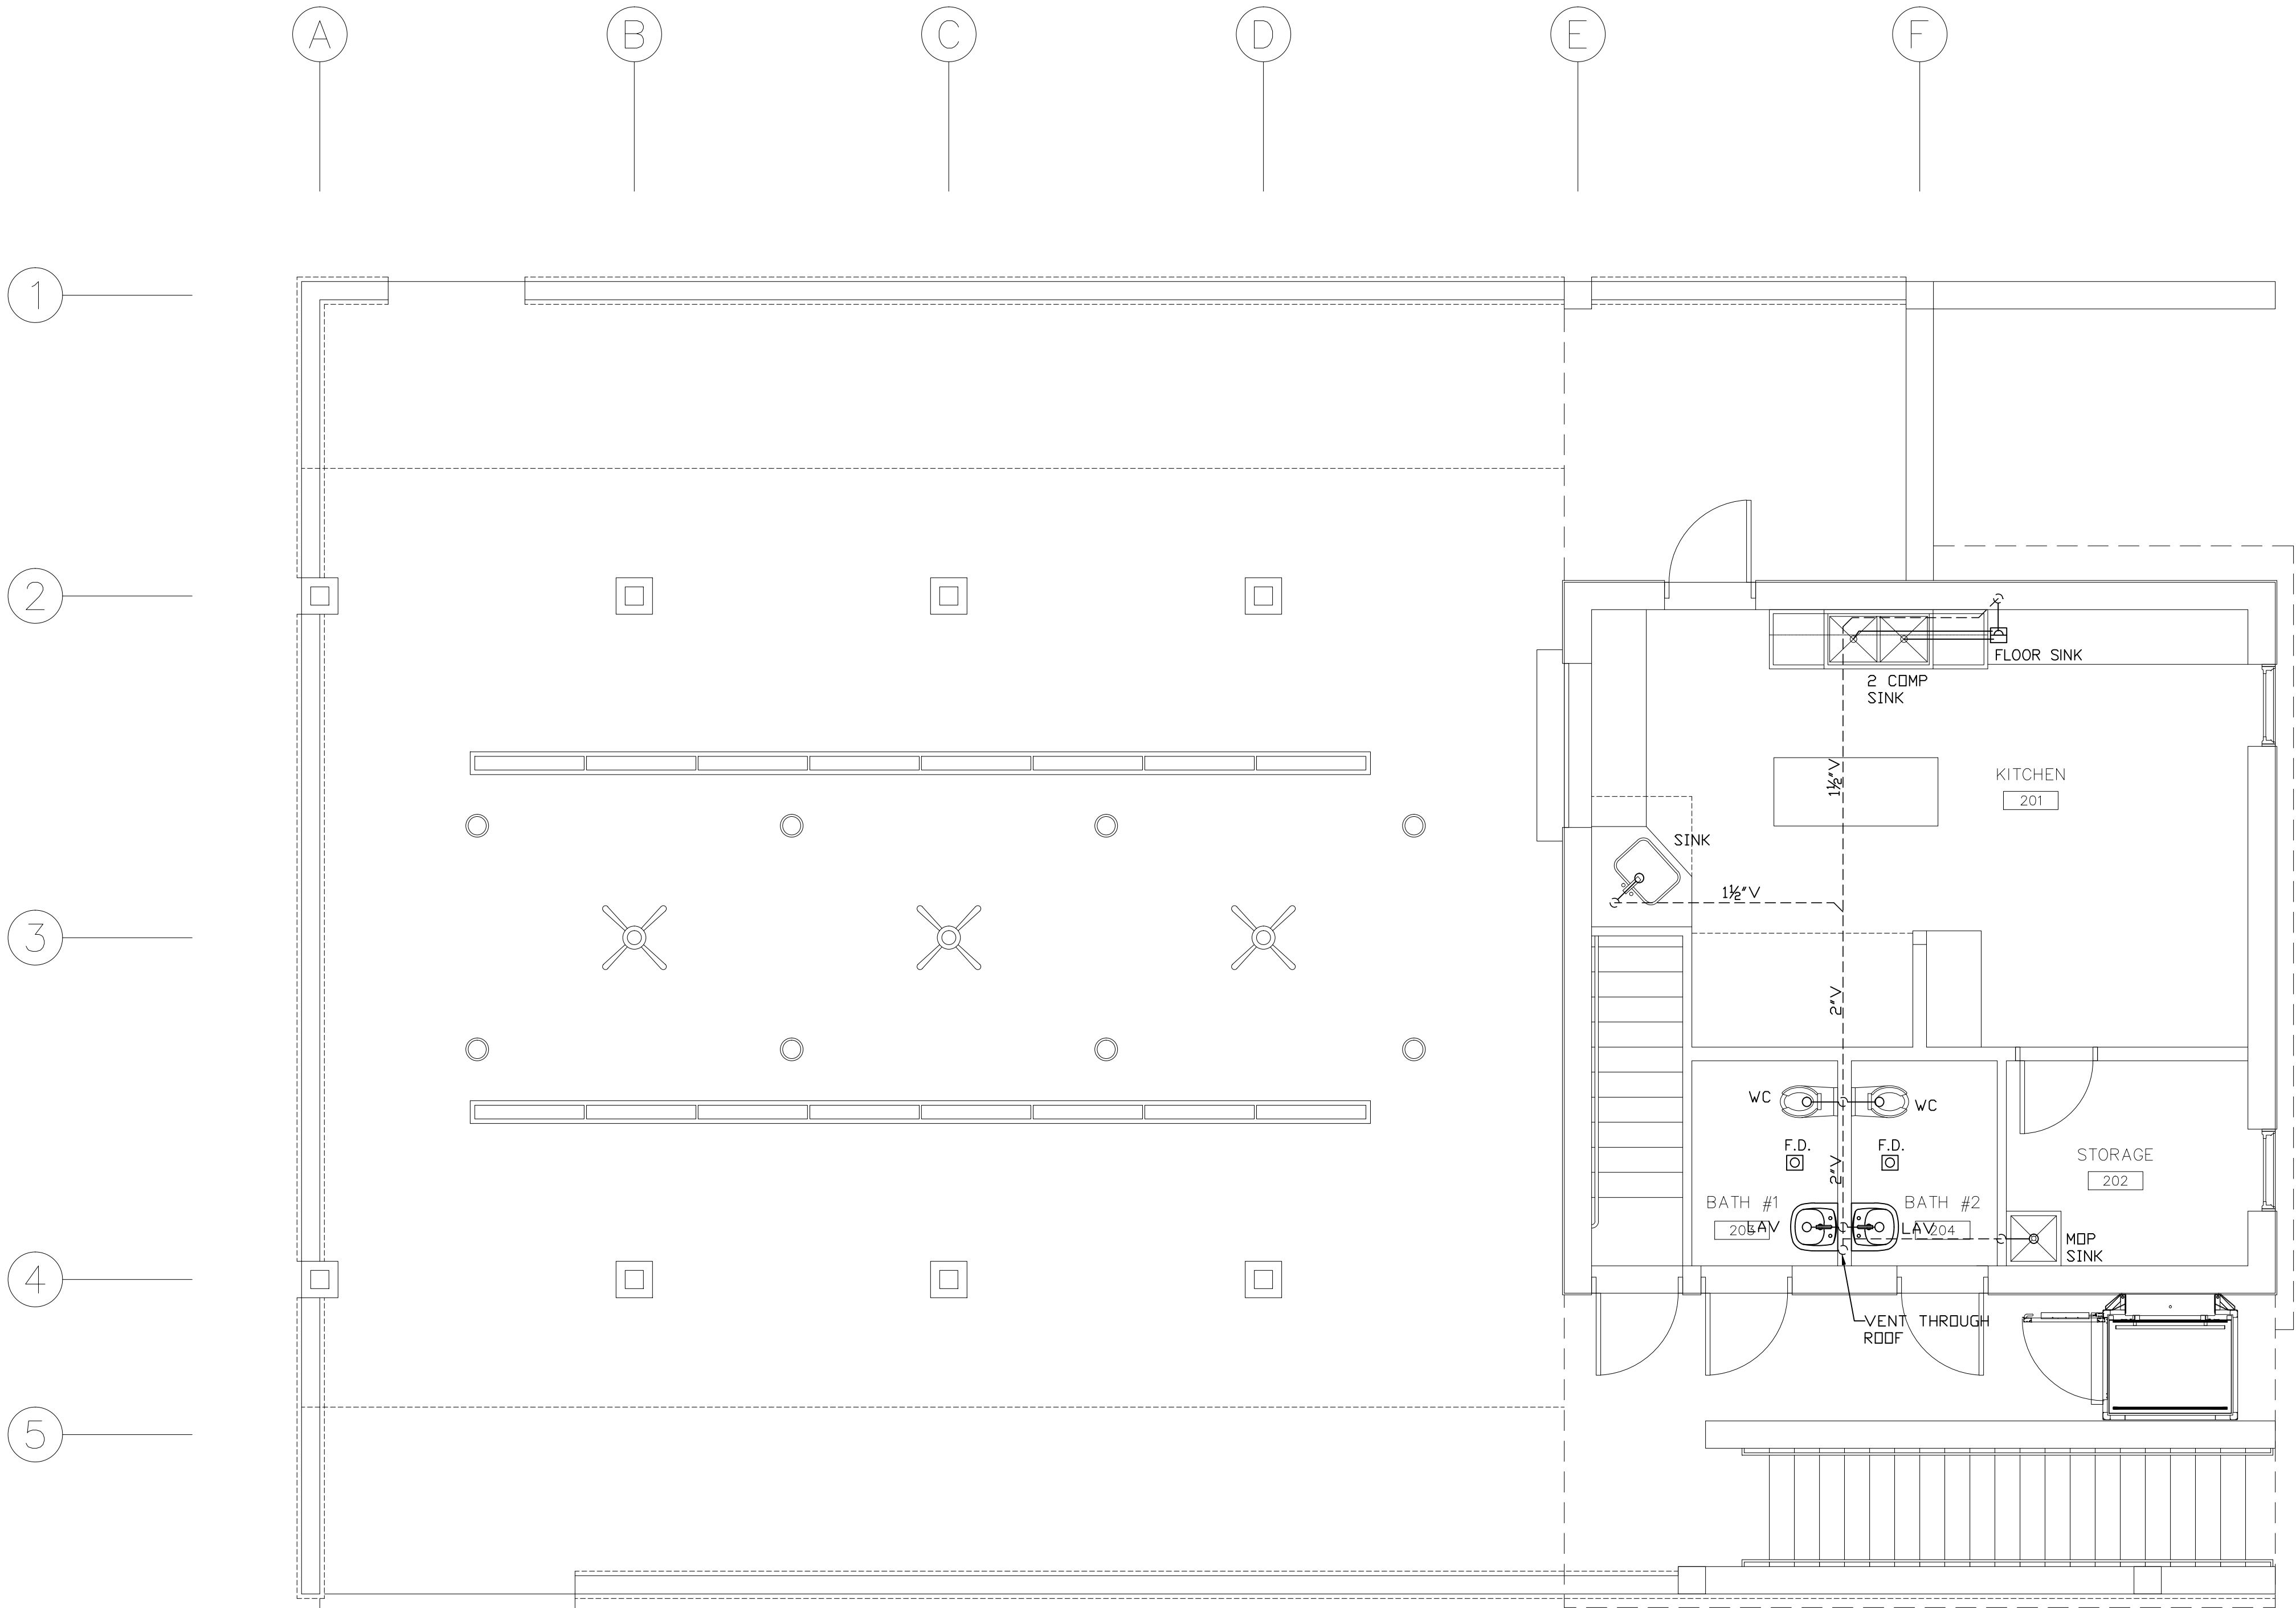 A
B
C
D
E
F
1
2
FLOOR SINK
2 COMP
SINK
1½"V
KITCHEN
201
SINK
1½"V
3
2"V
WC
WC
F.D.
F.D.
2"V
STORAGE
202
BATH #1
203
LAV
BATH #2
204
LAV
MOP
SINK
4
VENT THROUGH
ROOF
5